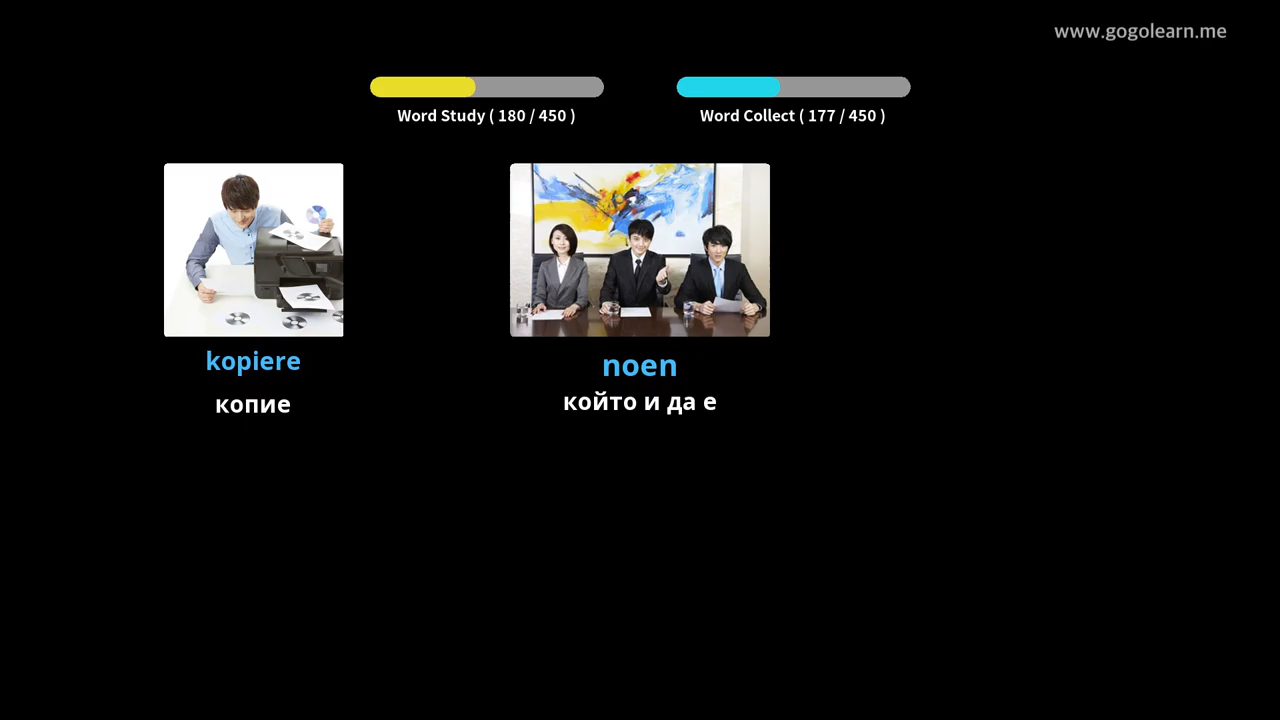 www.gogolearn.me
Word Study ( 180 / 450 )
Word Collect ( 177 / 450 )
kopiere
копие
noen
който и да е